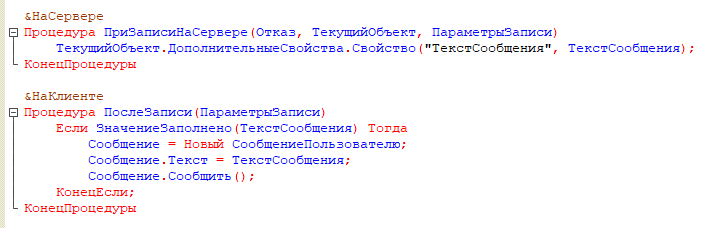 &НаСервере
Процедура ПриЗаписиНаСервере(Отказ, ТекущийОбъект, ПараметрыЗаписи)
ТекущийОбъект.ДополнительныеСвойства.Свойство("ТекстСообщения", ТекстСообщения);
КонецПроцедуры
&НаКлиенте
Процедура ПослеЗаписи(ПараметрыЗаписи)
Если ЗначениеЗаполнено(ТекстСообщения) Тогда
Сообщение = Новый СообщениеПользователю;
Сообщение.Текст = ТекстСообщения;
Сообщение.Сообщить();
КонецЕсли;
КонецПроцедуры